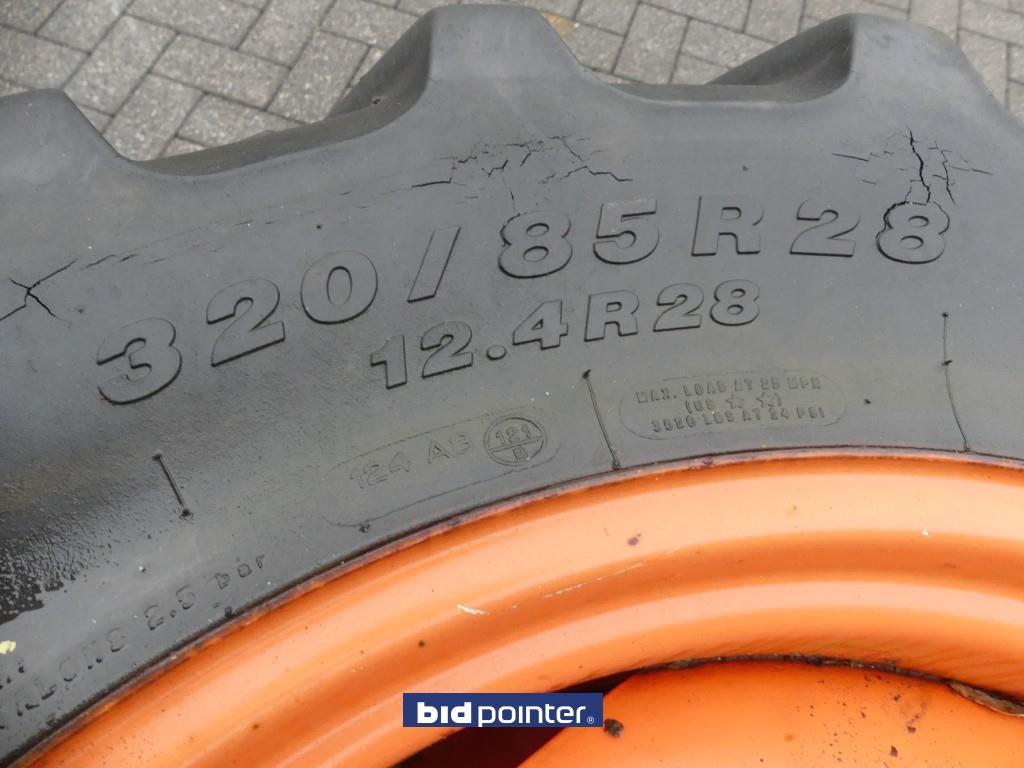 320/85R28
12.4R28
124 A8 121
B
MAX. LOAD AT 25 MPH
(US ☆ ☆)
3520 LBS AT 24 PSI
2.5 bar
bidpointer®